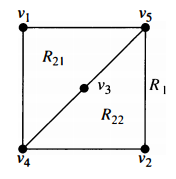 v₁ v₅
R₂₁
v₃ R₁
R₂₂
v₄ v₂